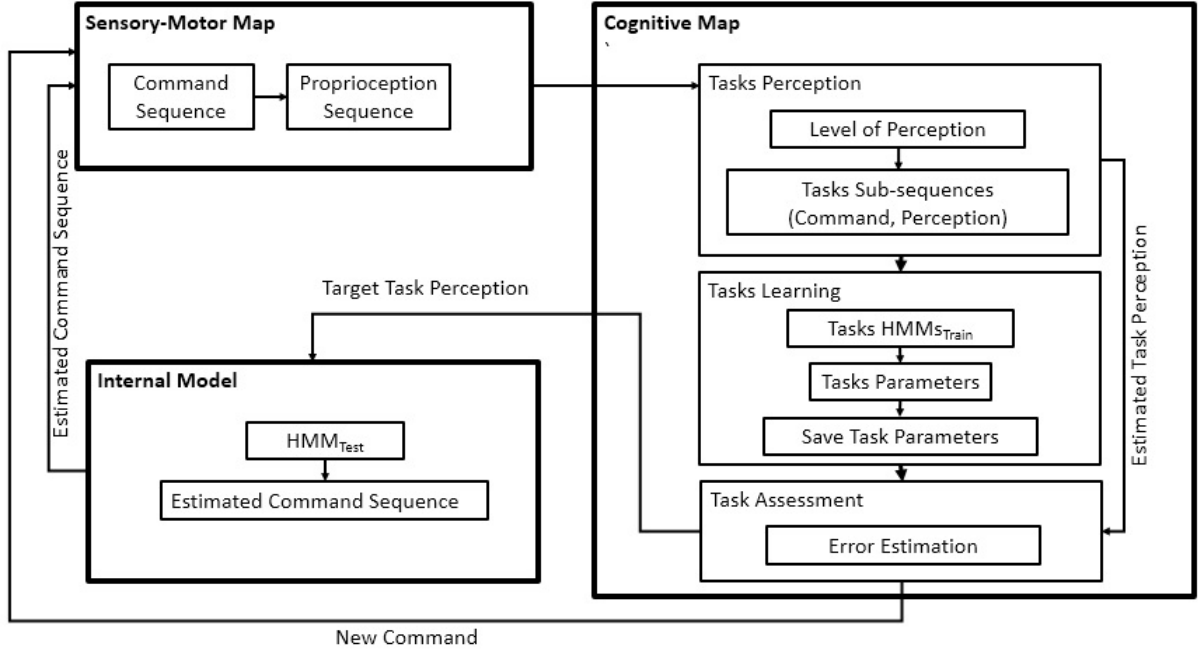 Sensory-Motor Map
Command
Sequence
Proprioception
Sequence
Cognitive Map
`
Tasks Perception
Level of Perception
Tasks Sub-sequences
(Command, Perception)
Estimated Task Perception
Tasks Learning
Tasks HMMsTrain
Tasks Parameters
Save Task Parameters
Task Assessment
Error Estimation
Target Task Perception
Estimated Command Sequence
Internal Model
HMMTest
Estimated Command Sequence
New Command